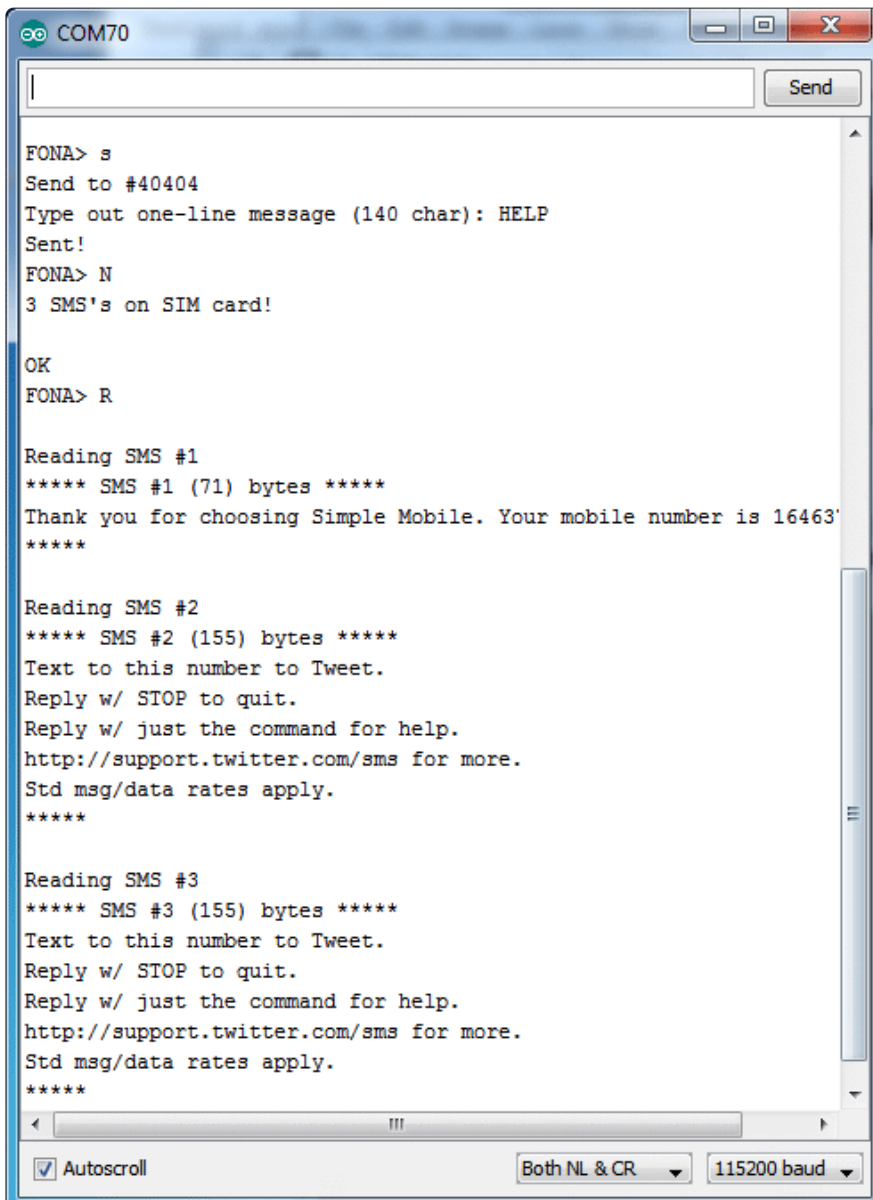 COM70
Send
FONA> s
Send to #40404
Type out one-line message (140 char): HELP
Sent!
FONA> N
3 SMS's on SIM card!
OK
FONA> R
Reading SMS #1
***** SMS #1 (71) bytes *****
Thank you for choosing Simple Mobile. Your mobile number is 16463
*****
Reading SMS #2
***** SMS #2 (155) bytes *****
Text to this number to Tweet.
Reply w/ STOP to quit.
Reply w/ just the command for help.
http://support.twitter.com/sms for more.
Std msg/data rates apply.
*****
Reading SMS #3
***** SMS #3 (155) bytes *****
Text to this number to Tweet.
Reply w/ STOP to quit.
Reply w/ just the command for help.
http://support.twitter.com/sms for more.
Std msg/data rates apply.
*****
Autoscroll
Both NL & CR
115200 baud